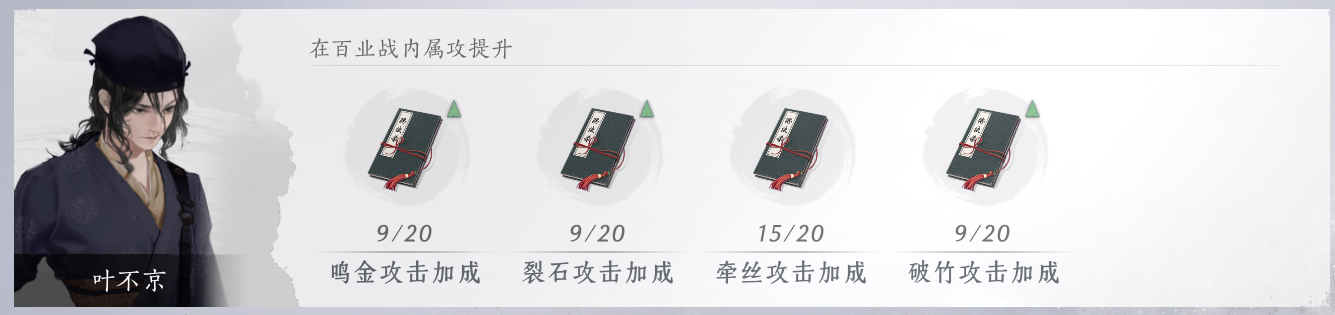 在百业战内属攻提升
9/20
9/20
15/20
9/20
鸣金攻击加成
裂石攻击加成
牵丝攻击加成
破竹攻击加成
叶不京